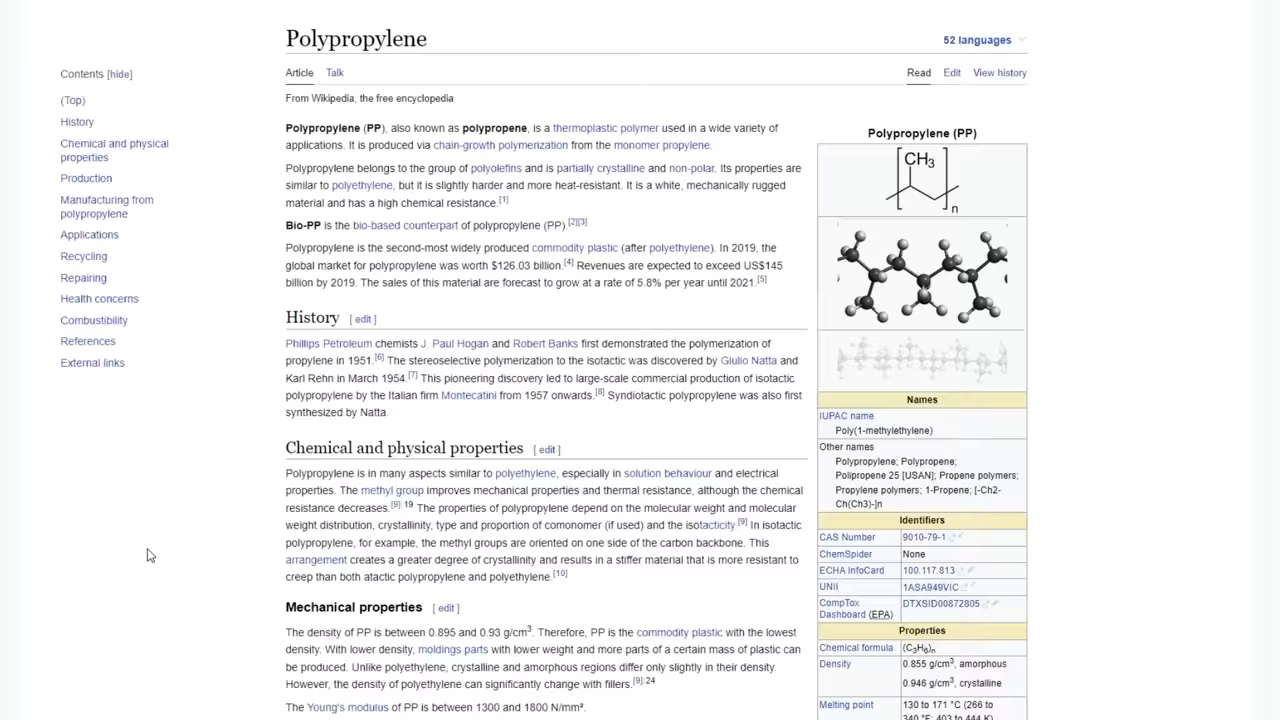 Polypropylene
52 languages
Contents [hide]
(Top)
History
Chemical and physical
properties
Production
Manufacturing from
polypropylene
Applications
Recycling
Repairing
Health concerns
Combustibility
References
External links
Article Talk
Read Edit View history
From Wikipedia, the free encyclopedia
Polypropylene (PP), also known as polypropene, is a thermoplastic polymer used in a wide variety of
applications. It is produced via chain-growth polymerization from the monomer propylene.
Polypropylene belongs to the group of polyolefins and is partially crystalline and non-polar. Its properties are
similar to polyethylene, but it is slightly harder and more heat-resistant. It is a white, mechanically rugged
material and has a high chemical resistance.[1]
Bio-PP is the bio-based counterpart of polypropylene (PP).[2][3]
Polypropylene is the second-most widely produced commodity plastic (after polyethylene). In 2019, the
global market for polypropylene was worth $126.03 billion.[4] Revenues are expected to exceed US$145
billion by 2019. The sales of this material are forecast to grow at a rate of 5.8% per year until 2021.[5]
History [ edit ]
Phillips Petroleum chemists J. Paul Hogan and Robert Banks first demonstrated the polymerization of
propylene in 1951.[6] The stereoselective polymerization to the isotactic was discovered by Giulio Natta and
Karl Rehn in March 1954.[7] This pioneering discovery led to large-scale commercial production of isotactic
polypropylene by the Italian firm Montecatini from 1957 onwards.[8] Syndiotactic polypropylene was also first
synthesized by Natta.
Chemical and physical properties [ edit ]
Polypropylene is in many aspects similar to polyethylene, especially in solution behaviour and electrical
properties. The methyl group improves mechanical properties and thermal resistance, although the chemical
resistance decreases.[9]: 19 The properties of polypropylene depend on the molecular weight and molecular
weight distribution, crystallinity, type and proportion of comonomer (if used) and the isotacticity.[9] In isotactic
polypropylene, for example, the methyl groups are oriented on one side of the carbon backbone. This
arrangement creates a greater degree of crystallinity and results in a stiffer material that is more resistant to
creep than both atactic polypropylene and polyethylene.[10]
Mechanical properties [ edit ]
The density of PP is between 0.895 and 0.93 g/cm3. Therefore, PP is the commodity plastic with the lowest
density. With lower density, moldings parts with lower weight and more parts of a certain mass of plastic can
be produced. Unlike polyethylene, crystalline and amorphous regions differ only slightly in their density.
However, the density of polyethylene can significantly change with fillers.[9]: 24
The Young's modulus of PP is between 1300 and 1800 N/mm².
Polypropylene (PP)
CH3
n
Names
IUPAC name
Poly(1-methylethylene)
Other names
Polypropylene; Polypropene;
Polipropene 25 [USAN]; Propene polymers;
Propylene polymers; 1-Propene; [-Ch2-
Ch(Ch3)-]n
Identifiers
CAS Number 9010-79-1
ChemSpider None
ECHA InfoCard 100.117.813
UNII 1ASA949VIC
CompTox DTXSID00872805
Dashboard (EPA)
Properties
Chemical formula (C3H6)n
Density 0.855 g/cm3, amorphous
0.946 g/cm3, crystalline
Melting point 130 to 171 °C (266 to
340 °F; 403 to 444 K)